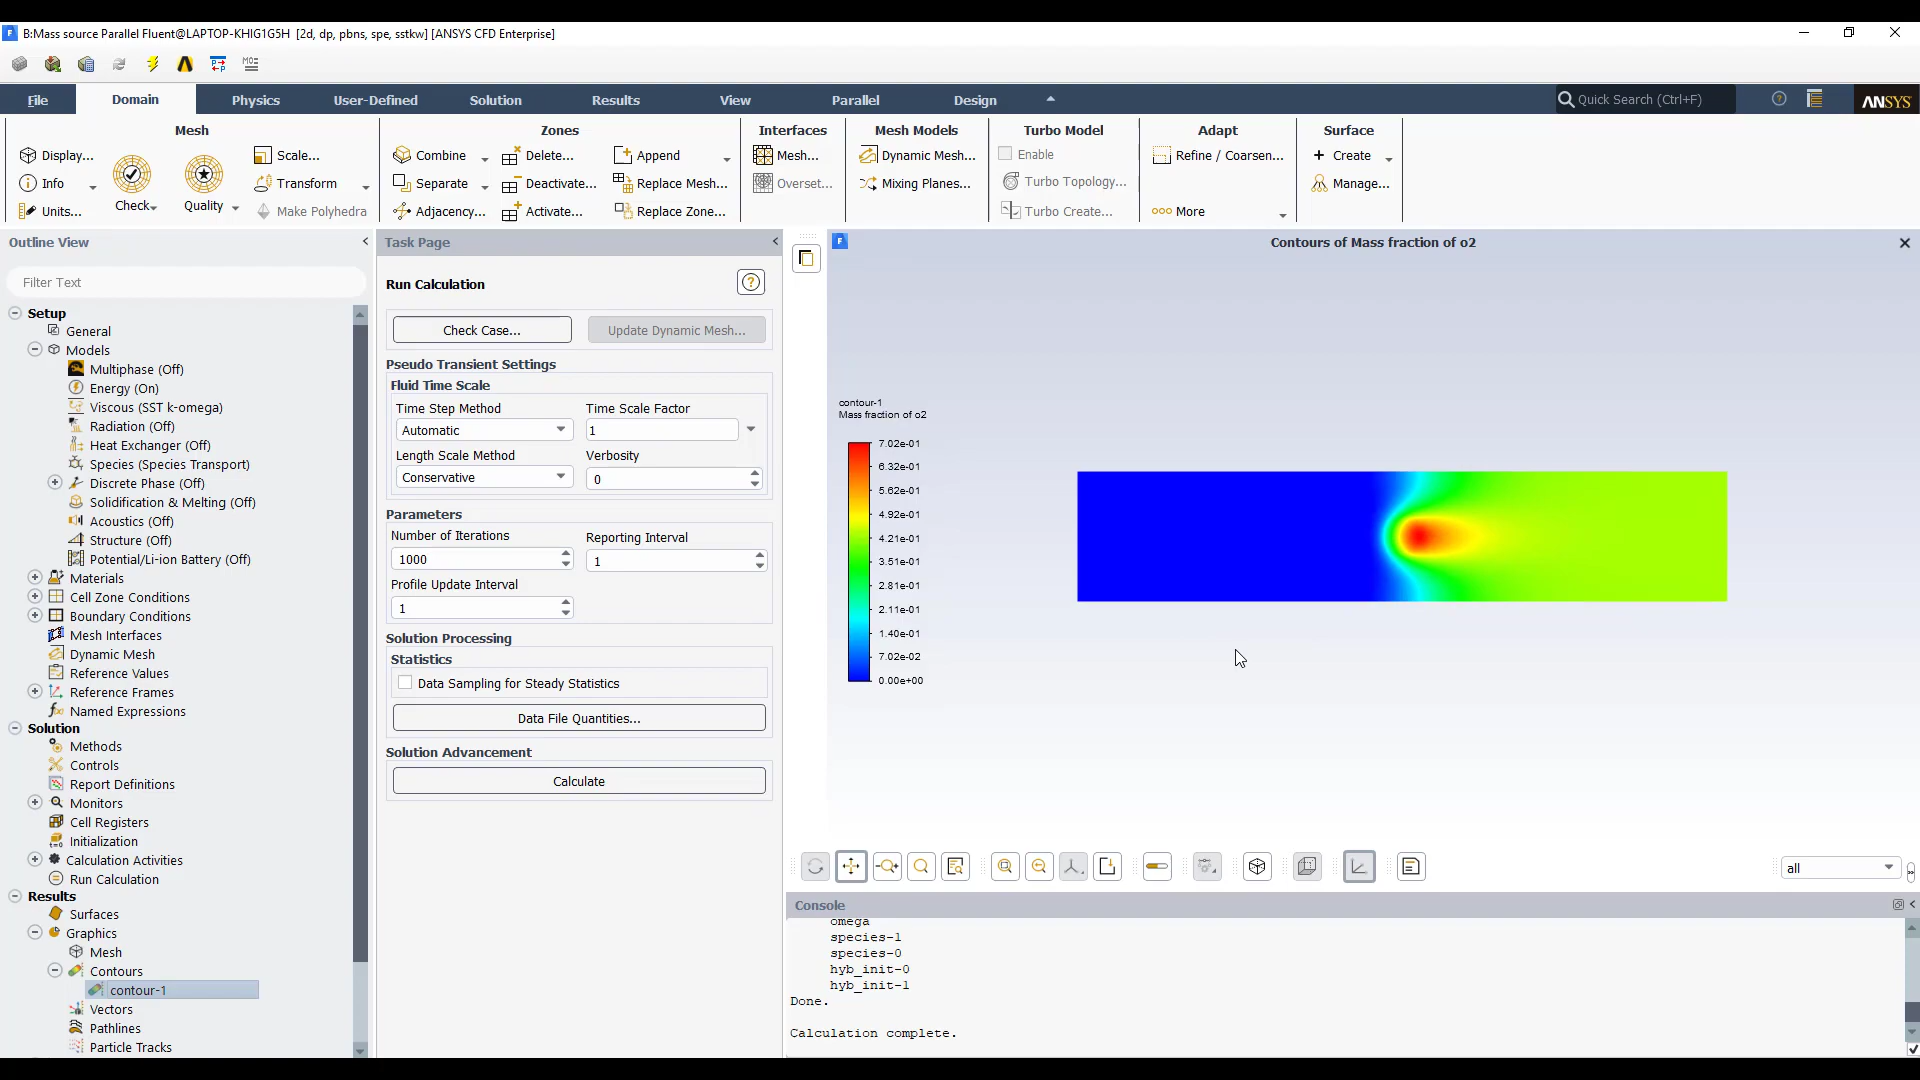 B:Mass source Parallel Fluent@LAPTOP-KHIG1G5H [2d, dp, pbns, spe, sstkw] [ANSYS CFD Enterprise]
File
Domain
Physics
User-Defined
Solution
Results
View
Parallel
Design
Quick Search (Ctrl+F)
ANSYS
Mesh
Display...
Info
Units...
Check
Quality
Scale...
Transform
Make Polyhedra
Zones
Combine
Separate
Adjacency...
Delete...
Deactivate...
Activate...
Append
Replace Mesh...
Replace Zone...
Interfaces
Mesh...
Overset...
Mesh Models
Dynamic Mesh...
Mixing Planes...
Turbo Model
Enable
Turbo Topology...
Turbo Create...
Adapt
Refine / Coarsen...
More
Surface
Create
Manage...
Outline View
Filter Text
Setup
General
Models
Multiphase (Off)
Energy (On)
Viscous (SST k-omega)
Radiation (Off)
Heat Exchanger (Off)
Species (Species Transport)
Discrete Phase (Off)
Solidification & Melting (Off)
Acoustics (Off)
Structure (Off)
Potential/Li-ion Battery (Off)
Materials
Cell Zone Conditions
Boundary Conditions
Mesh Interfaces
Dynamic Mesh
Reference Values
Reference Frames
Named Expressions
Solution
Methods
Controls
Report Definitions
Monitors
Cell Registers
Initialization
Calculation Activities
Run Calculation
Results
Surfaces
Graphics
Mesh
Contours
contour-1
Vectors
Pathlines
Particle Tracks
Task Page
Run Calculation
Check Case...
Update Dynamic Mesh...
Pseudo Transient Settings
Fluid Time Scale
Time Step Method
Time Scale Factor
Automatic
1
Length Scale Method
Verbosity
Conservative
0
Parameters
Number of Iterations
Reporting Interval
1000
1
Profile Update Interval
1
Solution Processing
Statistics
Data Sampling for Steady Statistics
Data File Quantities...
Solution Advancement
Calculate
Contours of Mass fraction of o2
contour-1
Mass fraction of o2
7.02e-01
6.32e-01
5.62e-01
4.92e-01
4.21e-01
3.51e-01
2.81e-01
2.11e-01
1.40e-01
7.02e-02
0.00e+00
all
Console
omega
species-1
species-0
hyb_init-0
hyb_init-1
Done.
Calculation complete.